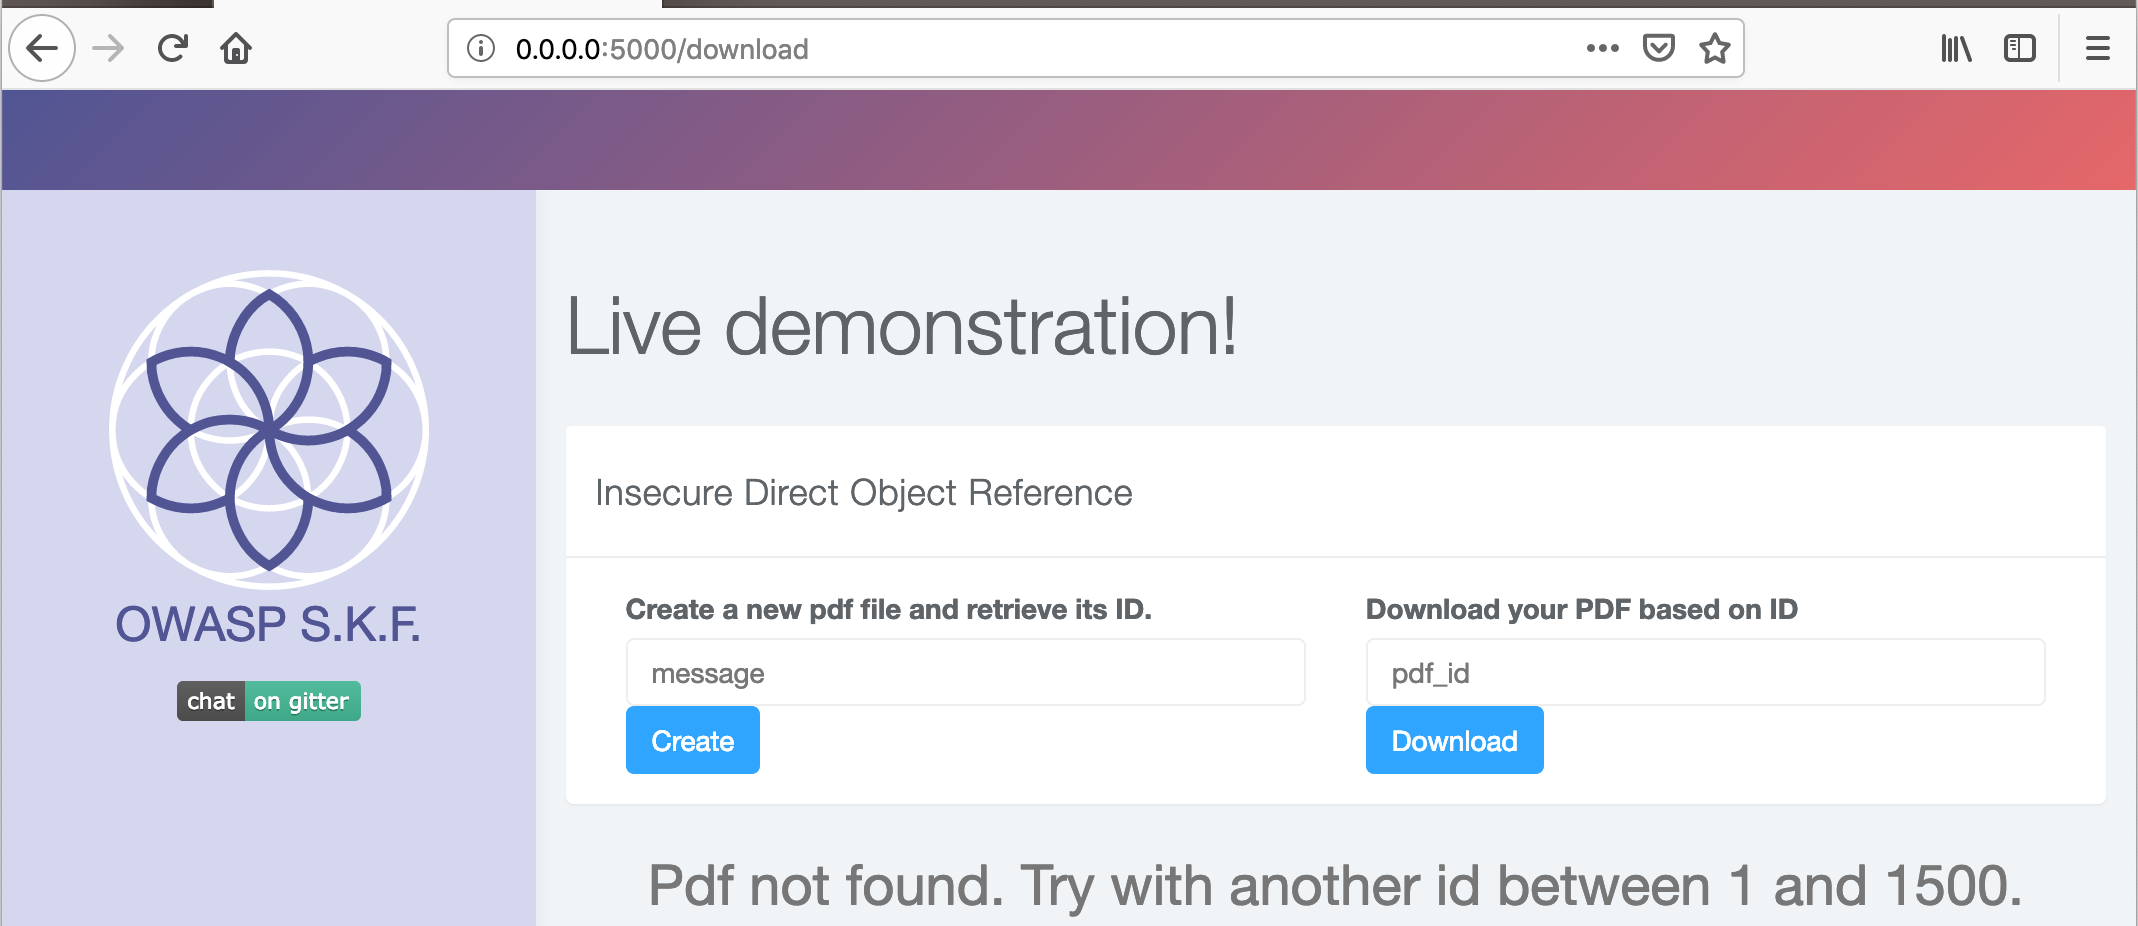 0.0.0.0:5000/download
OWASP S.K.F.
chat on gitter
Live demonstration!
Insecure Direct Object Reference
Create a new pdf file and retrieve its ID.
message
Create
Download your PDF based on ID
pdf_id
Download
Pdf not found. Try with another id between 1 and 1500.